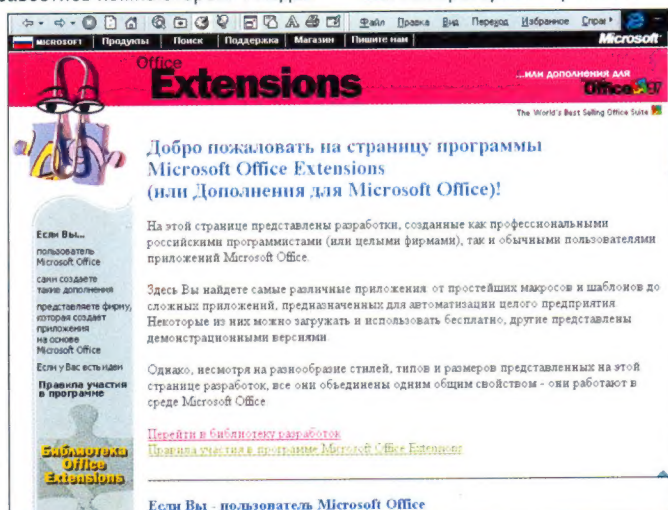 Файл Правка Вид Переход Избранное Справ
MICROSOFT Продукты Поиск Поддержка Магазин Пишите нам Microsoft
Office
Extensions
...или дополнения для
Office 97
The World's Best Selling Office Suite
Добро пожаловать на страницу программы
Microsoft Office Extensions
(или Дополнения для Microsoft Office)!
На этой странице представлены разработки, созданные как профессиональными
российскими программистами (или целыми фирмами), так и обычными пользователями
приложений Microsoft Office.
Здесь Вы найдете самые различные приложения: от простейших макросов и шаблонов до
сложных приложений, предназначенных для автоматизации целого предприятия.
Некоторые из них можно загружать и использовать бесплатно, другие представлены
демонстрационными версиями.
Однако, несмотря на разнообразие стилей, типов и размеров представленных на этой
странице разработок, все они объединены одним общим свойством - они работают в
среде Microsoft Office.
Перейти в библиотеку разработок
Правила участия в программе Microsoft Office Extensions
Если Вы - пользователь Microsoft Office
Если Вы...
пользователь
Microsoft Office
сами создаете
такие дополнения
представляете фирму,
которая создает
приложения
на основе
Microsoft Office
Если у Вас есть идеи
Правила участия
в программе
Библиотека
Office
Extensions